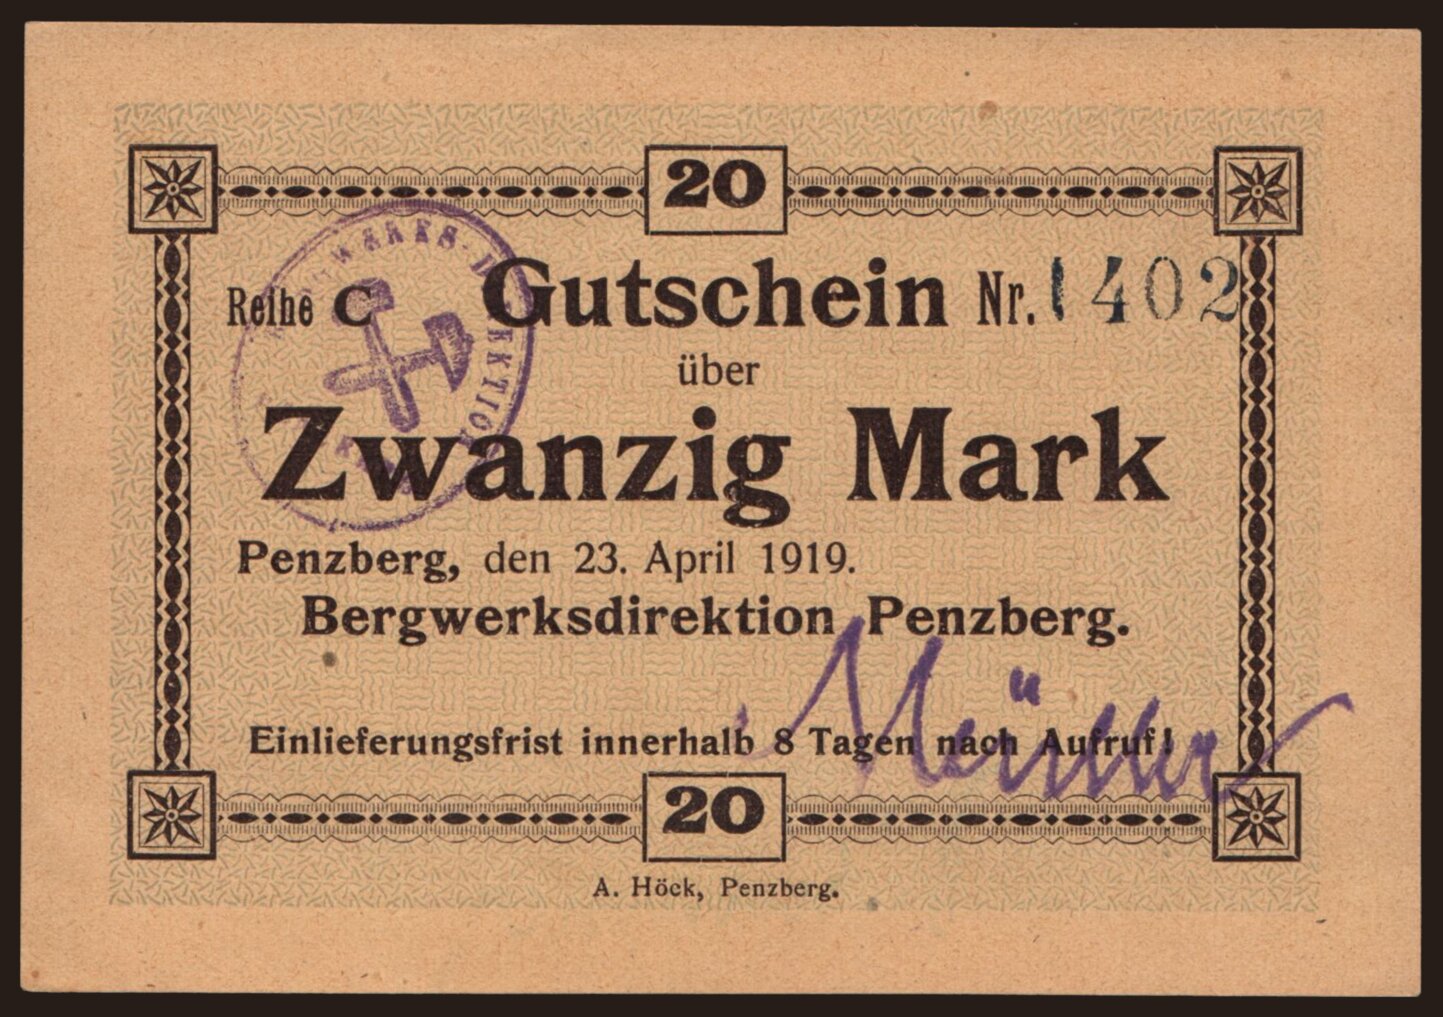 20
Reihe C Gutschein Nr. 1402
über
Zwanzig Mark
Penzberg, den 23. April 1919.
Bergwerksdirektion Penzberg.
Einlieferungsfrist innerhalb 8 Tagen nach Aufruf!
20
A. Höck, Penzberg.